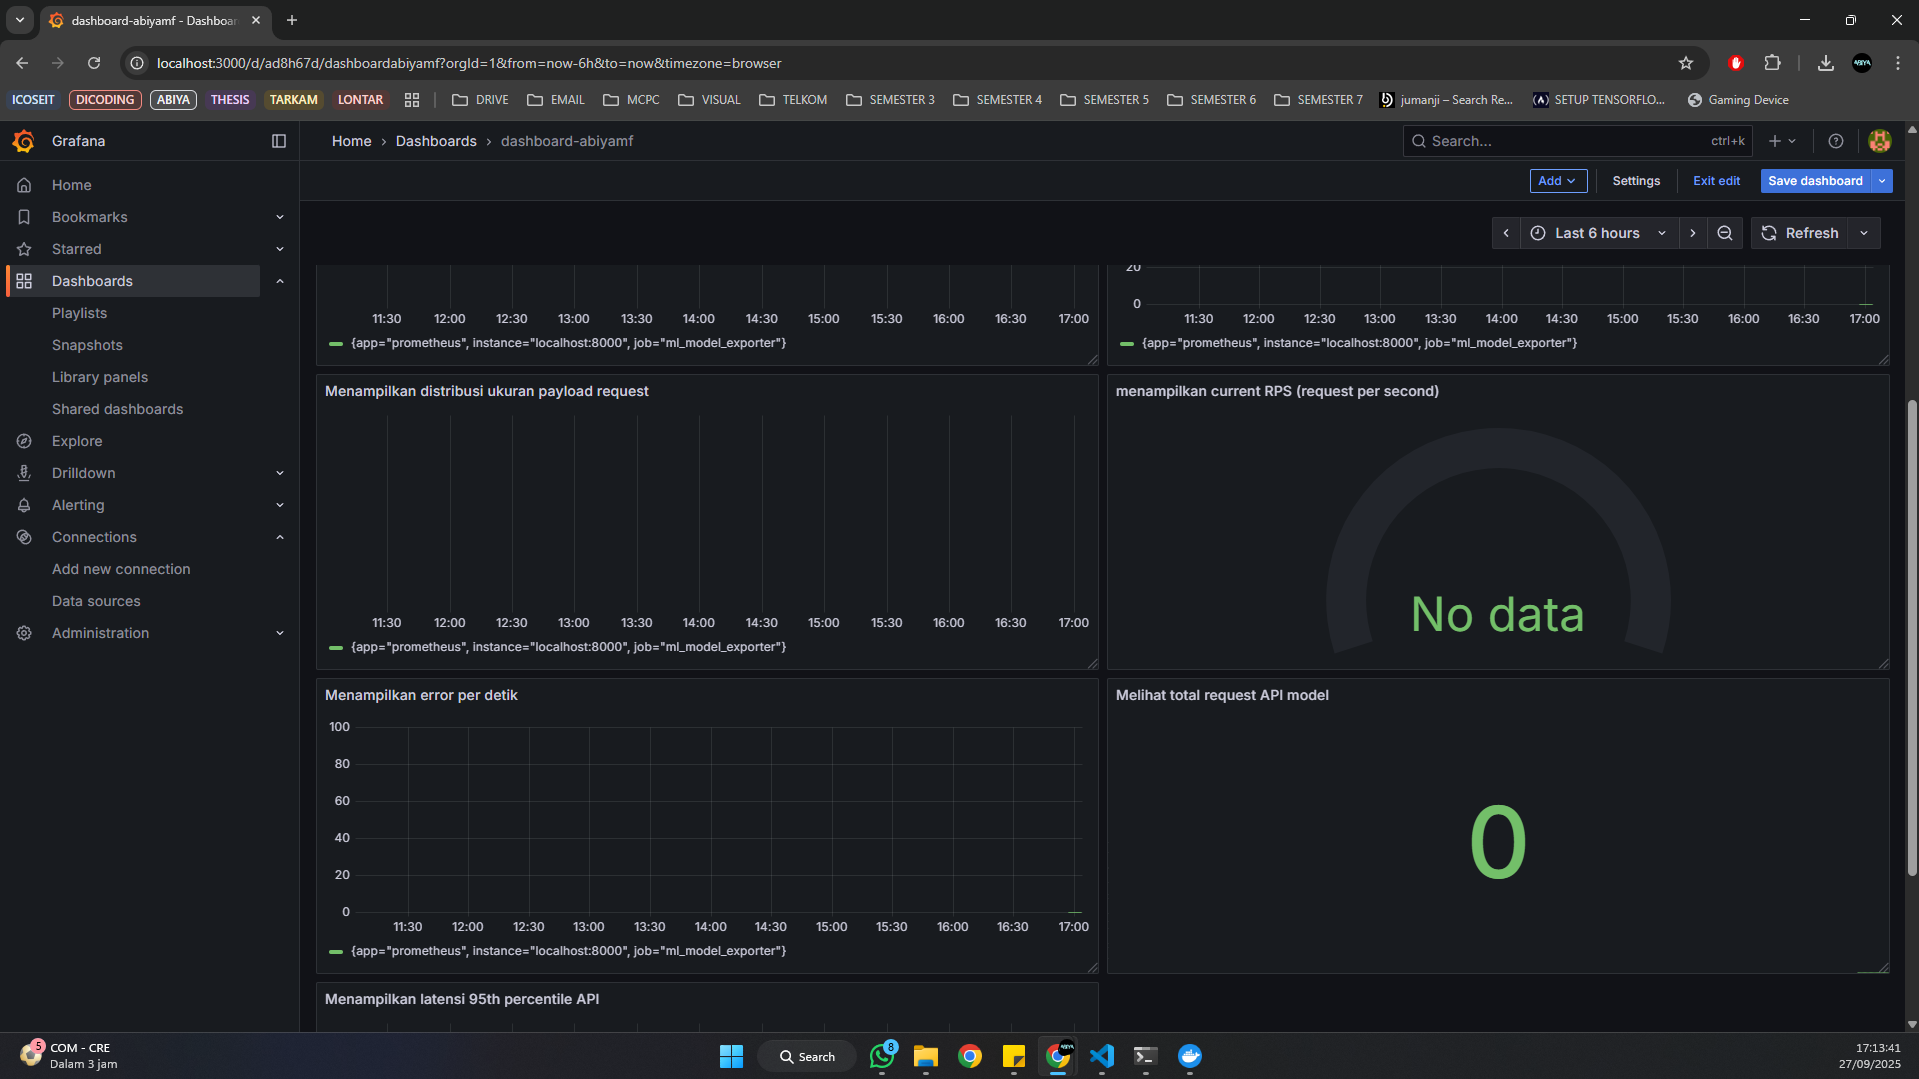 dashboard-abiyamf - Dashboar
localhost:3000/d/ad8h67d/dashboardabiyamf?orgId=1&from=now-6h&to=now&timezone=browser
ABIYA
ICOSEIT DICODING ABIYA THESIS TARKAM LONTAR DRIVE EMAIL MCPC VISUAL TELKOM SEMESTER 3 SEMESTER 4 SEMESTER 5 SEMESTER 6 SEMESTER 7 jumanji – Search Re... SETUP TENSORFLO... Gaming Device
Grafana
Home › Dashboards › dashboard-abiyamf
Search... ctrl+k
Add Settings Exit edit Save dashboard
Last 6 hours Refresh
Home
Bookmarks
Starred
Dashboards
Playlists
Snapshots
Library panels
Shared dashboards
Explore
Drilldown
Alerting
Connections
Add new connection
Data sources
Administration
11:30 12:00 12:30 13:00 13:30 14:00 14:30 15:00 15:30 16:00 16:30 17:00
{app="prometheus", instance="localhost:8000", job="ml_model_exporter"}
20
0
11:30 12:00 12:30 13:00 13:30 14:00 14:30 15:00 15:30 16:00 16:30 17:00
{app="prometheus", instance="localhost:8000", job="ml_model_exporter"}
Menampilkan distribusi ukuran payload request
11:30 12:00 12:30 13:00 13:30 14:00 14:30 15:00 15:30 16:00 16:30 17:00
{app="prometheus", instance="localhost:8000", job="ml_model_exporter"}
menampilkan current RPS (request per second)
No data
Menampilkan error per detik
100
80
60
40
20
0
11:30 12:00 12:30 13:00 13:30 14:00 14:30 15:00 15:30 16:00 16:30 17:00
{app="prometheus", instance="localhost:8000", job="ml_model_exporter"}
Melihat total request API model
0
Menampilkan latensi 95th percentile API
5
COM - CRE
Dalam 3 jam
Search
8
ABIYA
17:13:41
27/09/2025